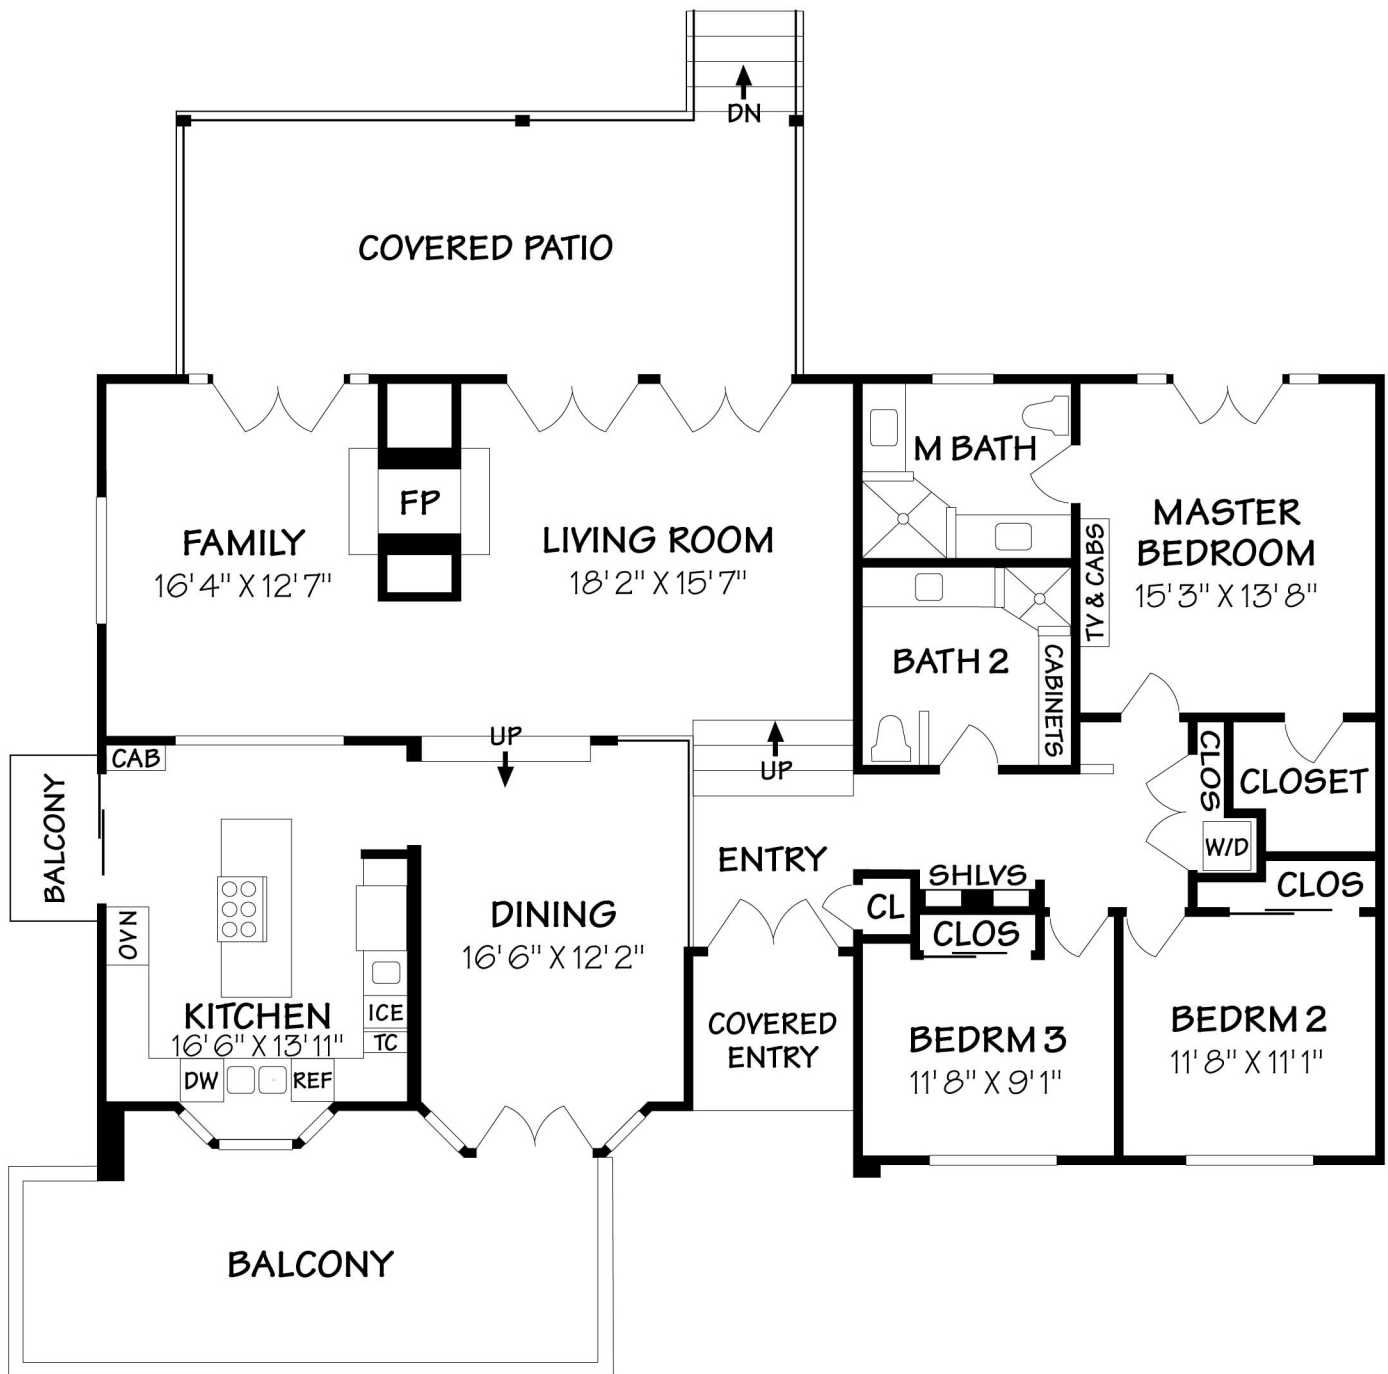 DN
COVERED PATIO
FAMILY
16'4" X 12'7"
FP
LIVING ROOM
18'2" X 15'7"
M BATH
MASTER
BEDROOM
15'3" X 13'8"
TV & CABS
BATH 2
CABINETS
UP
UP
CAB
BALCONY
CLOS
CLOSET
W/D
ENTRY
SHLVS
CL
CLOS
CLOS
OVN
DINING
16'6" X 12'2"
KITCHEN
16'6" X 13'11"
ICE
TC
DW
REF
COVERED
ENTRY
BEDRM 3
11'8" X 9'1"
BEDRM 2
11'8" X 11'1"
BALCONY